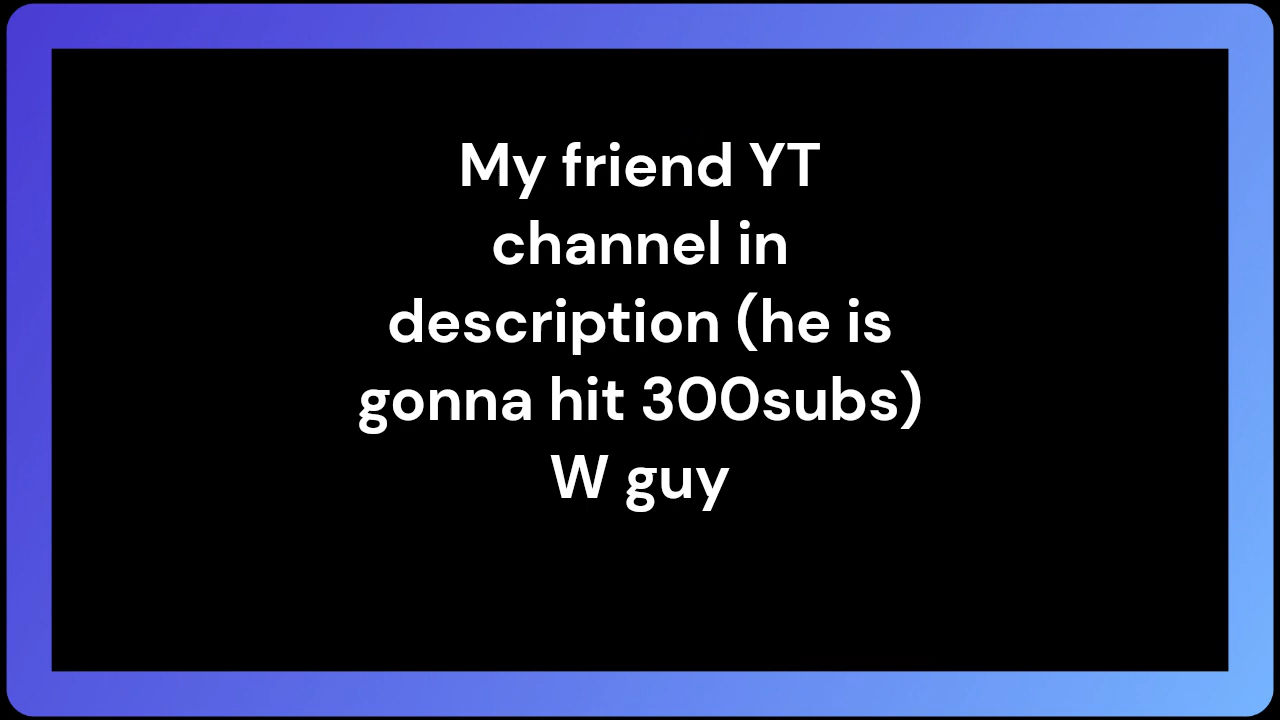 My friend YT
channel in
description (he is
gonna hit 300subs)
W guy